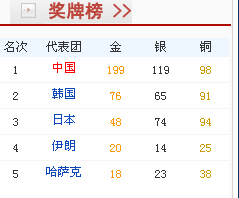 奖牌榜 >>
名次 代表团 金 银 铜
1 中国 199 119 98
2 韩国 76 65 91
3 日本 48 74 94
4 伊朗 20 14 25
5 哈萨克 18 23 38